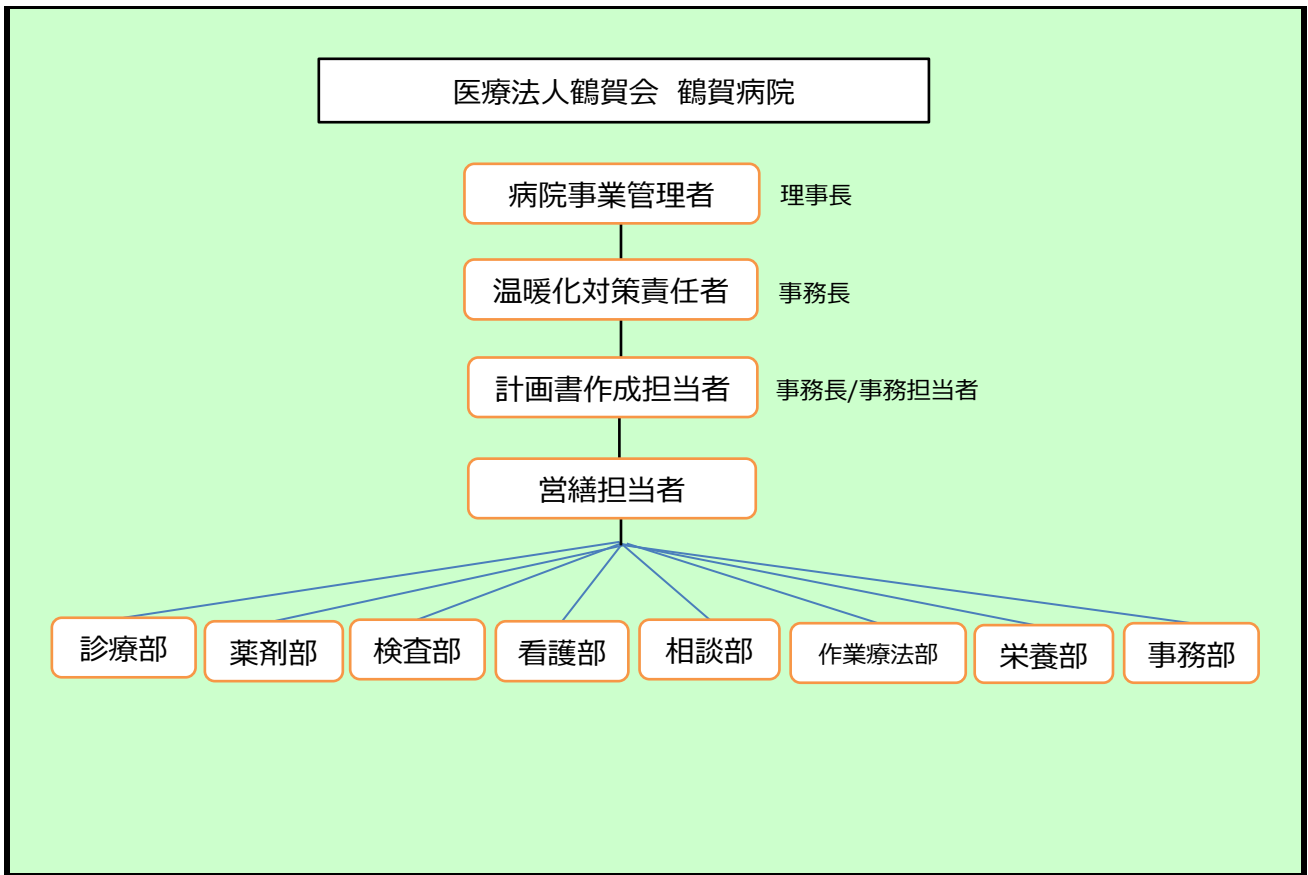 医療法人鶴賀会 鶴賀病院
病院事業管理者 理事長
温暖化対策責任者 事務長
計画書作成担当者 事務長/事務担当者
営繕担当者
診療部 薬剤部 検査部 看護部 相談部 作業療法部 栄養部 事務部